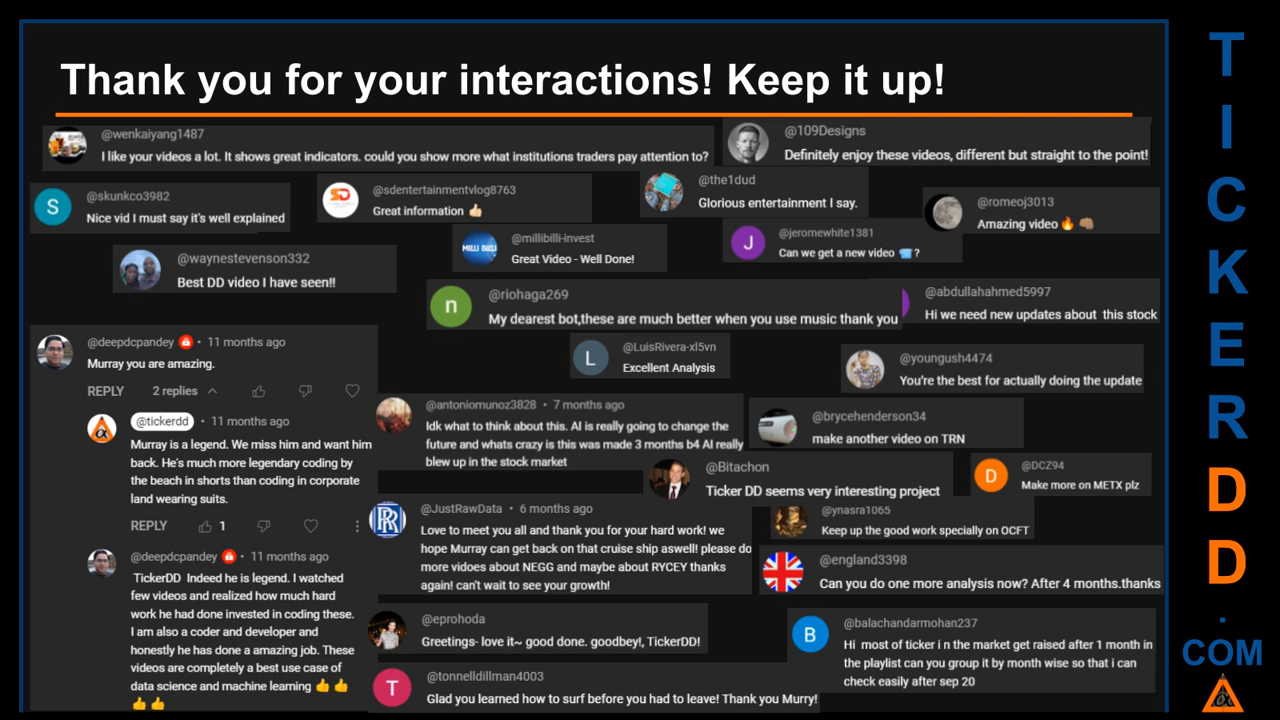 Thank you for your interactions! Keep it up!
@wenkaiyang1487
I like your videos a lot. It shows great indicators. could you show more what institutions traders pay attention to?
@109Designs
Definitely enjoy these videos, different but straight to the point!
S
@skunkco3982
Nice vid I must say it's well explained
@sdentertainmentvlog8763
Great information 👍🏻
@the1dud
Glorious entertainment I say.
@romeoj3013
Amazing video 🔥 👊🏽
@waynestevenson332
Best DD video I have seen!!
MILLI BILLI
@millibilli-invest
Great Video - Well Done!
J
@jeromewhite1381
Can we get a new video ?
n
@riohaga269
My dearest bot,these are much better when you use music thank you
@abdullahahmed5997
Hi we need new updates about this stock
L
@LuisRivera-xl5vn
Excellent Analysis
@youngush4474
You're the best for actually doing the update
@deepdcpandey • 11 months ago
Murray you are amazing.
REPLY 2 replies
@tickerdd • 11 months ago
Murray is a legend. We miss him and want him
back. He's much more legendary coding by
the beach in shorts than coding in corporate
land wearing suits.
REPLY 1
@deepdcpandey • 11 months ago
TickerDD Indeed he is legend. I watched
few videos and realized how much hard
work he had done invested in coding these.
I am also a coder and developer and
honestly he has done a amazing job. These
videos are completely a best use case of
data science and machine learning 👍 👍
👍 👍
@antoniomunoz3828 • 7 months ago
Idk what to think about this. AI is really going to change the
future and whats crazy is this was made 3 months b4 AI really
blew up in the stock market
@brycehenderson34
make another video on TRN
@Bitachon
Ticker DD seems very interesting project
D
@DCZ94
Make more on METX plz
@JustRawData • 6 months ago
Love to meet you all and thank you for your hard work! we
hope Murray can get back on that cruise ship aswell! please do
more vidoes about NEGG and maybe about RYCEY thanks
again! can't wait to see your growth!
@ynasra1065
Keep up the good work specially on OCFT
@england3398
Can you do one more analysis now? After 4 months.thanks
@eprohoda
Greetings- love it~ good done. goodbey!, TickerDD!
B
@balachandarmohan237
Hi most of ticker i n the market get raised after 1 month in
the playlist can you group it by month wise so that i can
check easily after sep 20
T
@tonnelldillman4003
Glad you learned how to surf before you had to leave! Thank you Murry!
T
I
C
K
E
R
D
D
.
COM